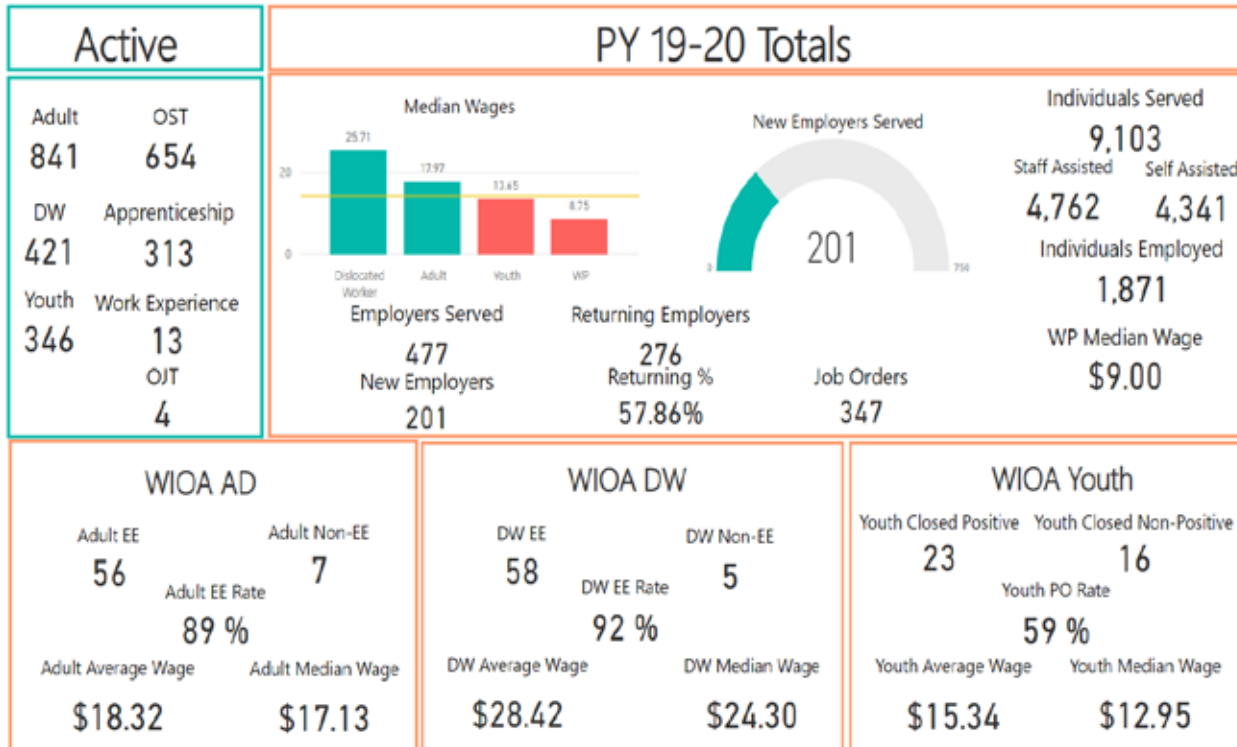 Active
Adult OST
841 654
DW Apprenticeship
421 313
Youth Work Experience
346 13
OJT
4
PY 19-20 Totals
Median Wages
20
0
25.71
17.97
13.65
8.75
Dislocated
Worker
Adult
Youth
WP
New Employers Served
201
0
750
Individuals Served
9,103
Staff Assisted Self Assisted
4,762 4,341
Individuals Employed
1,871
WP Median Wage
$9.00
Employers Served Returning Employers
477 276
New Employers Returning % Job Orders
201 57.86% 347
WIOA AD
Adult EE Adult Non-EE
56 7
Adult EE Rate
89 %
Adult Average Wage Adult Median Wage
$18.32 $17.13
WIOA DW
DW EE DW Non-EE
58 5
DW EE Rate
92 %
DW Average Wage DW Median Wage
$28.42 $24.30
WIOA Youth
Youth Closed Positive Youth Closed Non-Positive
23 16
Youth PO Rate
59 %
Youth Average Wage Youth Median Wage
$15.34 $12.95